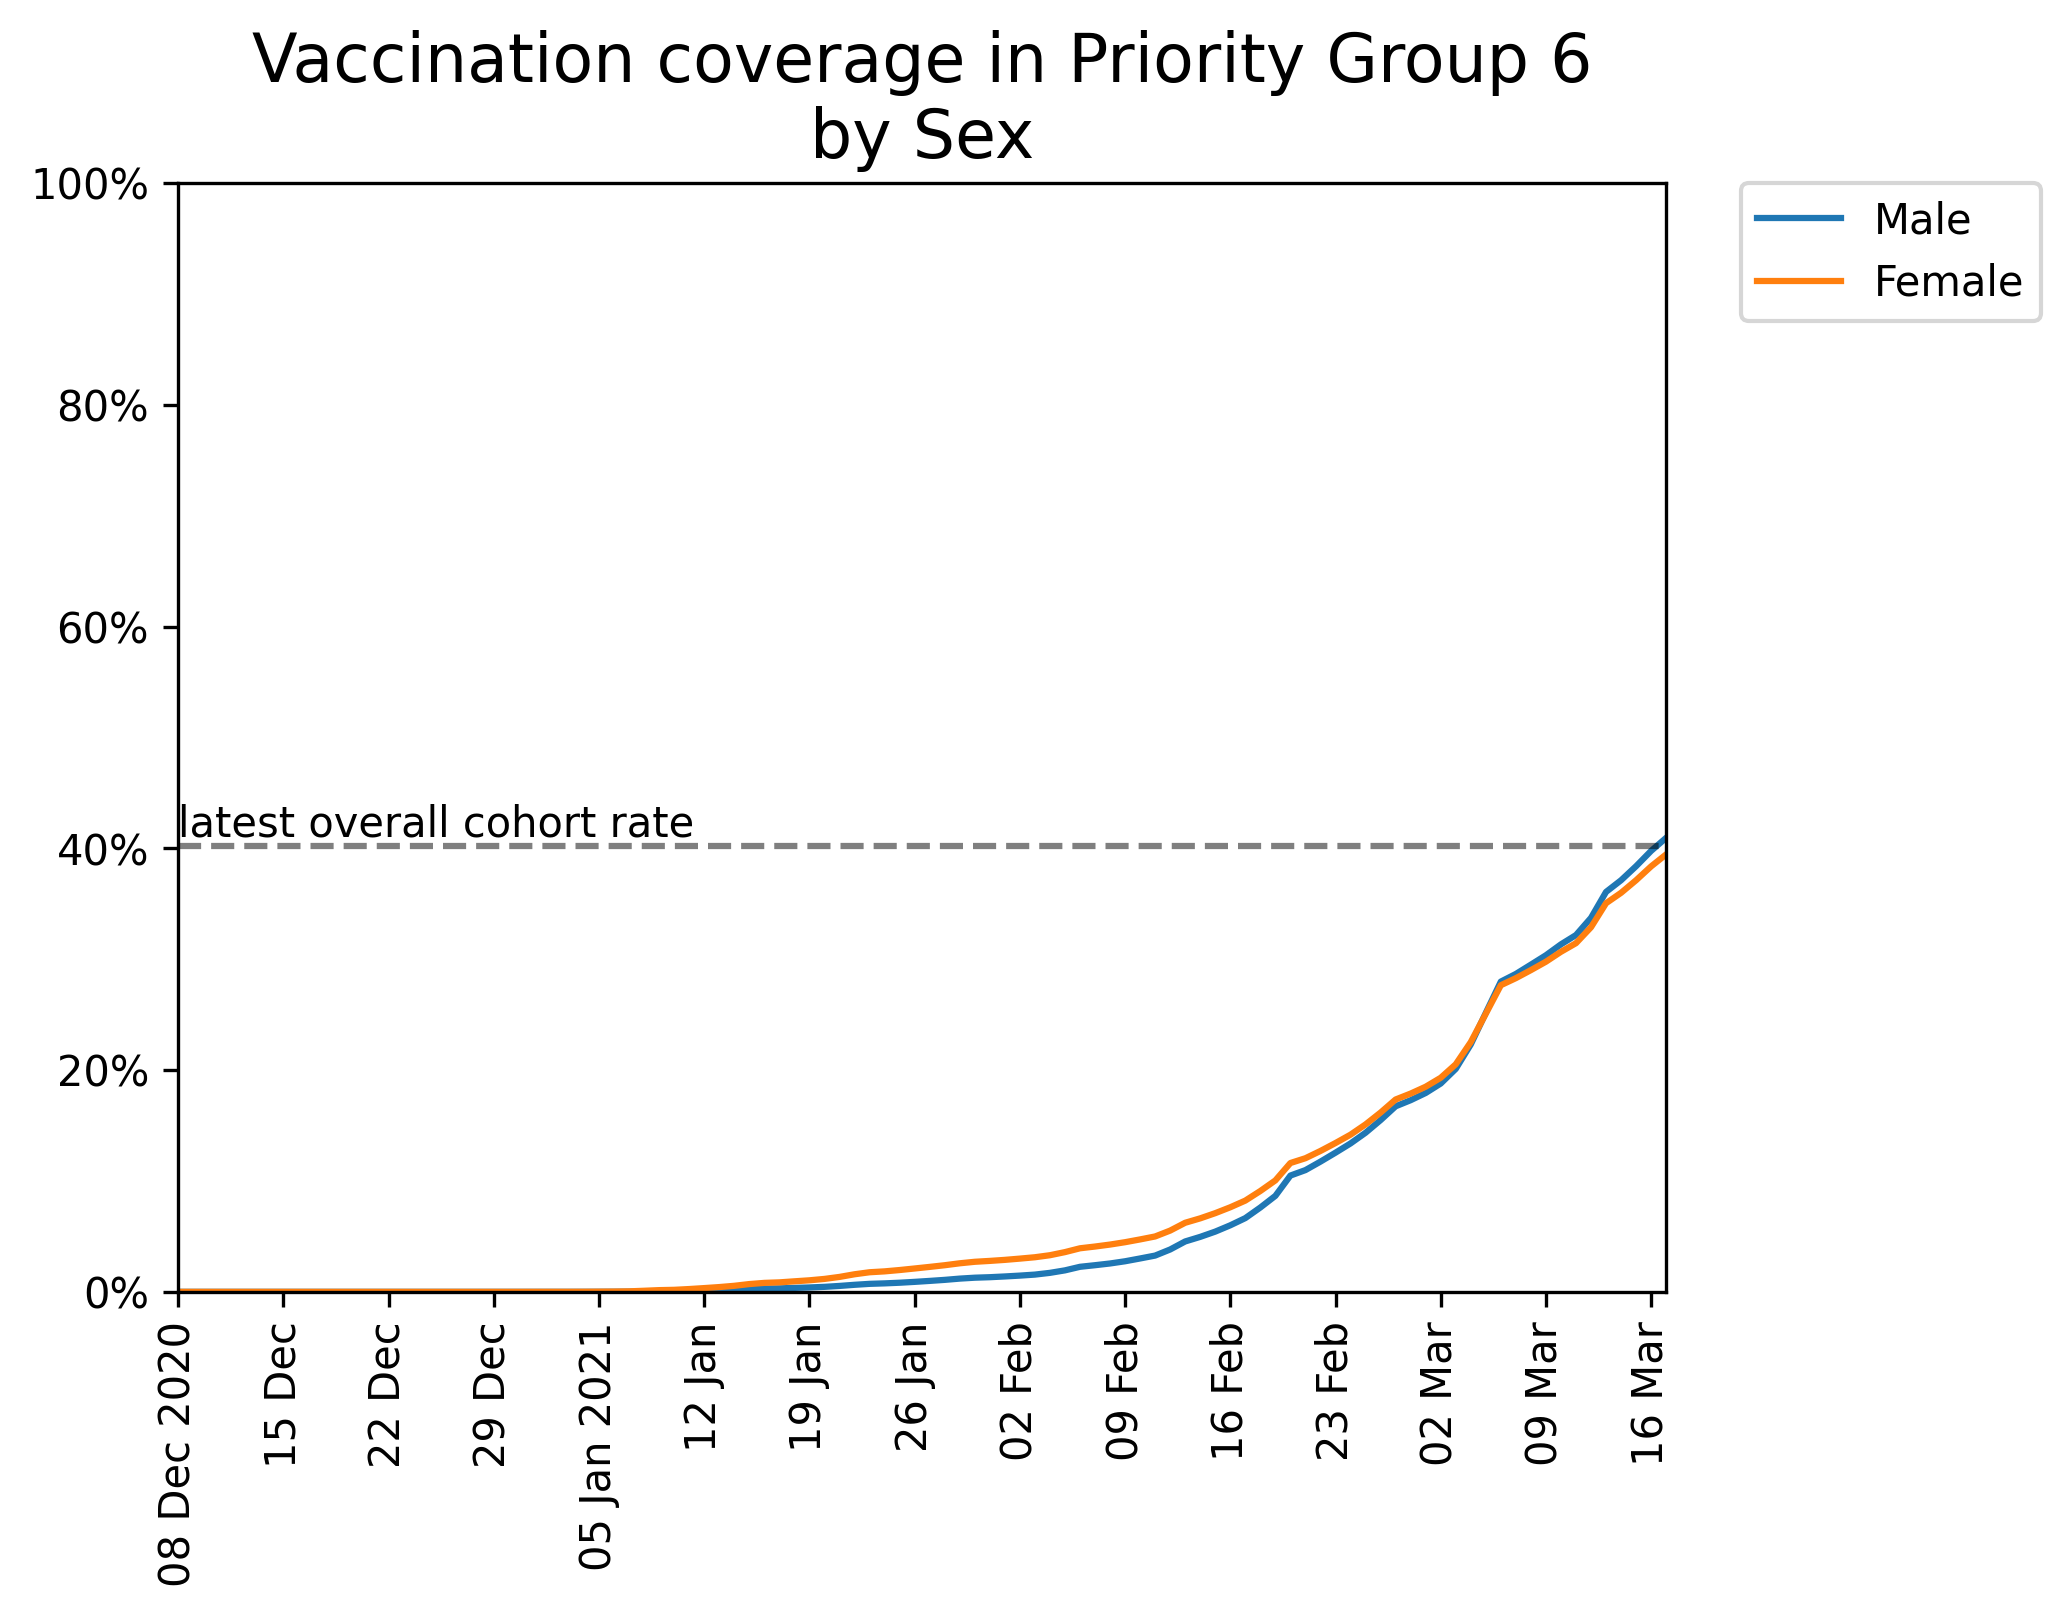 Vaccination coverage in Priority Group 6
by Sex
100%
80%
60%
40%
20%
0%
latest overall cohort rate
Male
Female
08 Dec 2020
15 Dec
22 Dec
29 Dec
05 Jan 2021
12 Jan
19 Jan
26 Jan
02 Feb
09 Feb
16 Feb
23 Feb
02 Mar
09 Mar
16 Mar